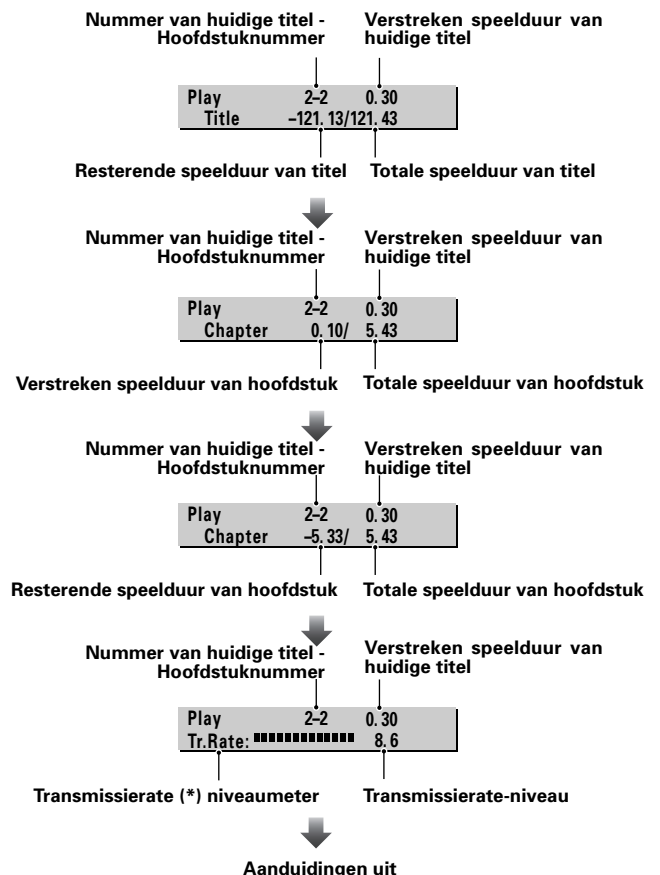 Nummer van huidige titel - Hoofdstuknummer
Verstreken speelduur van huidige titel
Play 2–2 0. 30
Title –121. 13/121. 43
Resterende speelduur van titel Totale speelduur van titel
Nummer van huidige titel - Hoofdstuknummer
Verstreken speelduur van huidige titel
Play 2–2 0. 30
Chapter 0. 10/ 5. 43
Verstreken speelduur van hoofdstuk Totale speelduur van hoofdstuk
Nummer van huidige titel - Hoofdstuknummer
Verstreken speelduur van huidige titel
Play 2–2 0. 30
Chapter –5. 33/ 5. 43
Resterende speelduur van hoofdstuk Totale speelduur van hoofdstuk
Nummer van huidige titel - Hoofdstuknummer
Verstreken speelduur van huidige titel
Play 2–2 0. 30
Tr.Rate: 8. 6
Transmissierate (*) niveaumeter Transmissierate-niveau
Aanduidingen uit